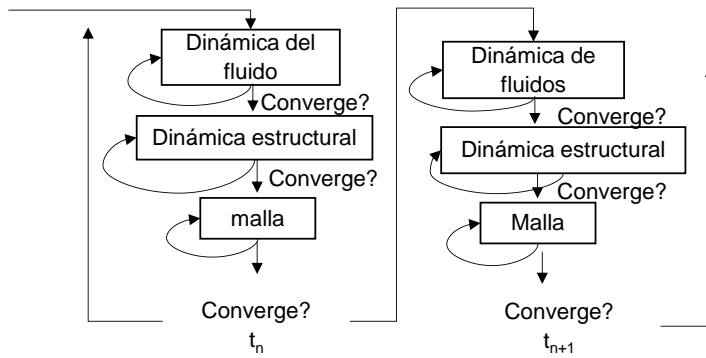 Dinámica del
fluido
Converge?
Dinámica estructural
Converge?
malla
Converge?
tn
Dinámica de
fluidos
Converge?
Dinámica estructural
Converge?
Malla
Converge?
tn+1